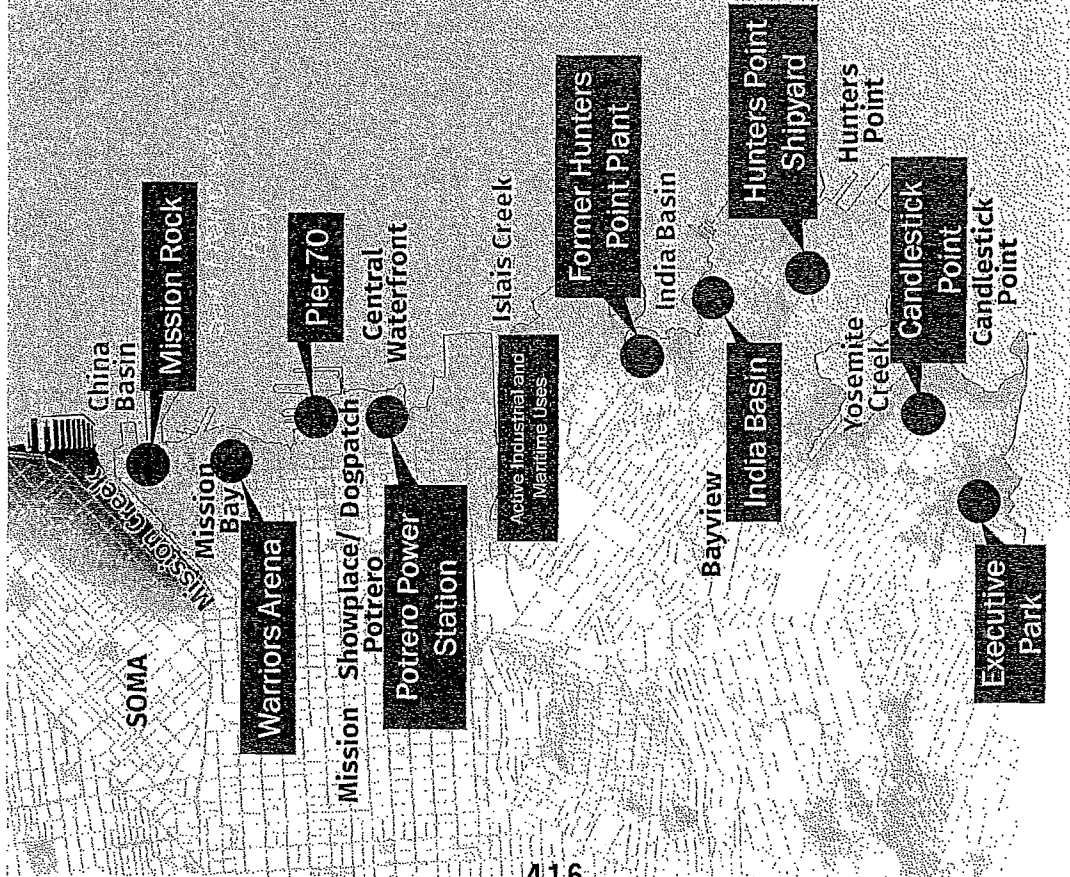 SOMA
Mission Creek
China
Basin
Mission Rock
Mission
Bay
Warriors Arena
Pier 70
Mission
Showplace/ Dogpatch
Potrero
Central
Waterfront
Potrero Power
Station
Islais Creek
Active Industrial and
Maritime Uses
Former Hunters
Point Plant
India Basin
Bayview
India Basin
Hunters Point
Shipyard
Hunters
Point
Yosemite
Creek
Candlestick
Point
Candlestick
Point
Executive
Park
416